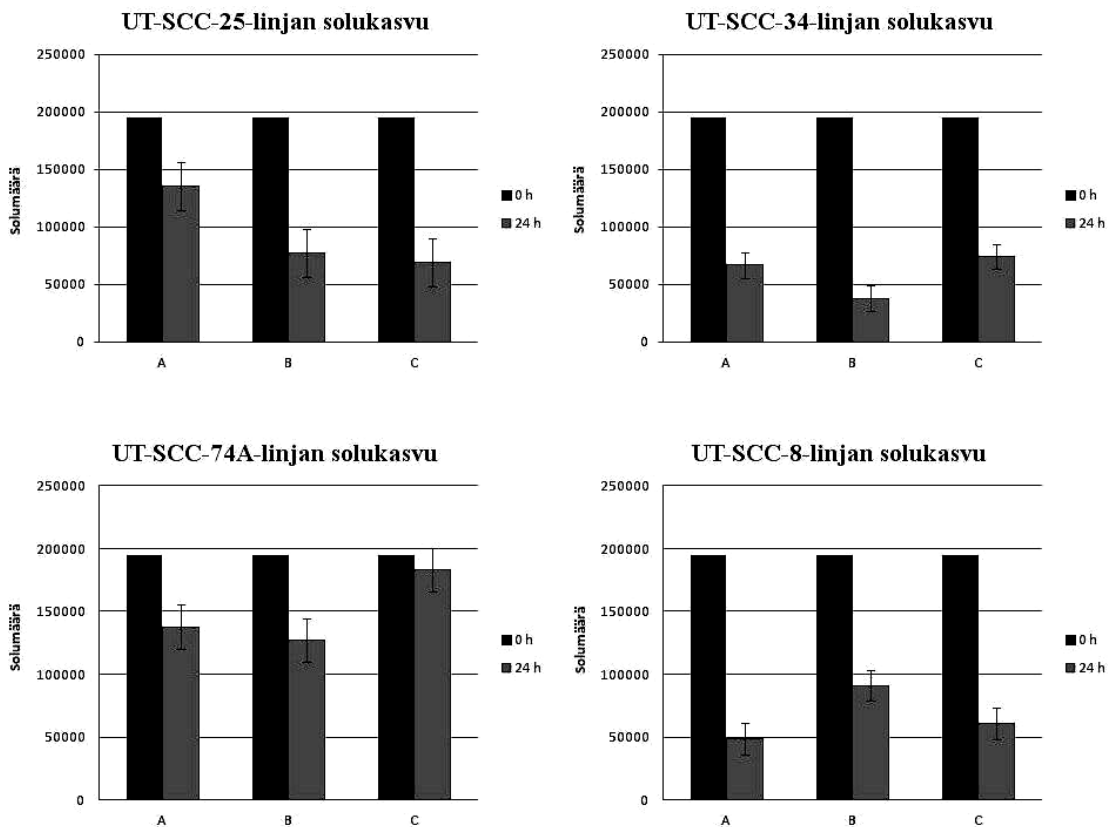 UT-SCC-25-linjan solukasvu
250000
200000
150000
100000
50000
0
Solumäärä
A B C
0 h
24 h
UT-SCC-34-linjan solukasvu
250000
200000
150000
100000
50000
0
Solumäärä
A B C
0 h
24 h
UT-SCC-74A-linjan solukasvu
250000
200000
150000
100000
50000
0
Solumäärä
A B C
0 h
24 h
UT-SCC-8-linjan solukasvu
250000
200000
150000
100000
50000
0
Solumäärä
A B C
0 h
24 h